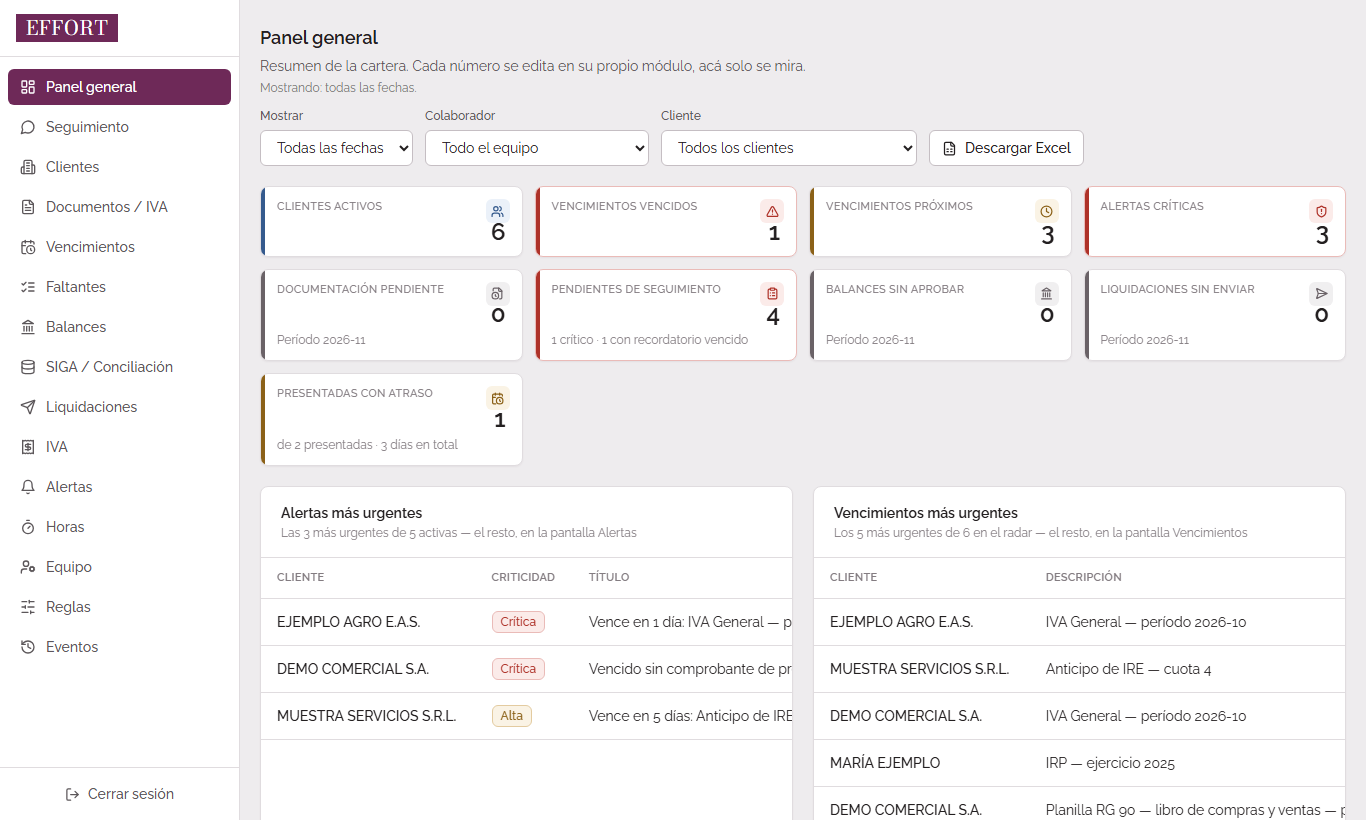 EFFORT
Panel general
Seguimiento
Clientes
Documentos / IVA
Vencimientos
Faltantes
Balances
SIGA / Conciliación
Liquidaciones
IVA
Alertas
Horas
Equipo
Reglas
Eventos
Cerrar sesión
Panel general
Resumen de la cartera. Cada número se edita en su propio módulo, acá solo se mira.
Mostrando: todas las fechas.
Mostrar Colaborador Cliente
Todas las fechas Todo el equipo Todos los clientes Descargar Excel
CLIENTES ACTIVOS
6
VENCIMIENTOS VENCIDOS
1
VENCIMIENTOS PRÓXIMOS
3
ALERTAS CRÍTICAS
3
DOCUMENTACIÓN PENDIENTE
0
Período 2026-11
PENDIENTES DE SEGUIMIENTO
4
1 crítico · 1 con recordatorio vencido
BALANCES SIN APROBAR
0
Período 2026-11
LIQUIDACIONES SIN ENVIAR
0
Período 2026-11
PRESENTADAS CON ATRASO
1
de 2 presentadas · 3 días en total
Alertas más urgentes
Las 3 más urgentes de 5 activas — el resto, en la pantalla Alertas
CLIENTE CRITICIDAD TÍTULO
EJEMPLO AGRO E.A.S. Crítica Vence en 1 día: IVA General — p
DEMO COMERCIAL S.A. Crítica Vencido sin comprobante de pr
MUESTRA SERVICIOS S.R.L. Alta Vence en 5 días: Anticipo de IRE
Vencimientos más urgentes
Los 5 más urgentes de 6 en el radar — el resto, en la pantalla Vencimientos
CLIENTE DESCRIPCIÓN
EJEMPLO AGRO E.A.S. IVA General — período 2026-10
MUESTRA SERVICIOS S.R.L. Anticipo de IRE — cuota 4
DEMO COMERCIAL S.A. IVA General — período 2026-10
MARÍA EJEMPLO IRP — ejercicio 2025
DEMO COMERCIAL S.A. Planilla RG 90 — libro de compras y ventas — p